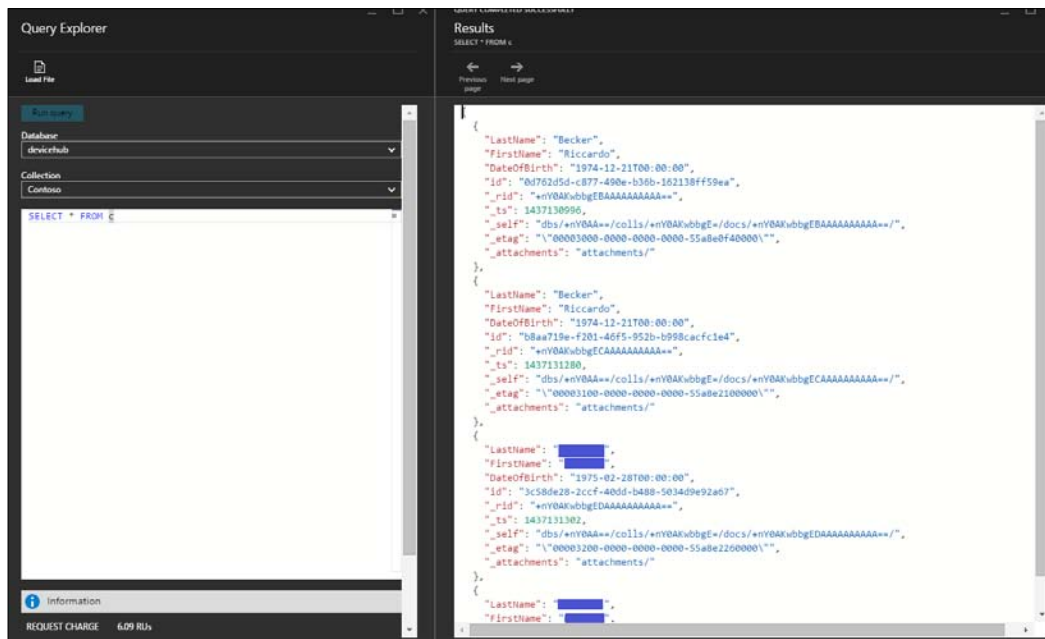 Query Explorer
Load File
Run query
Database
devicehub
Collection
Contoso
SELECT * FROM c
Information
REQUEST CHARGE 6.09 RUs
QUERY COMPLETED SUCCESSFULLY
Results
SELECT * FROM c
Previous page
Next page
[
{
"LastName": "Becker",
"FirstName": "Riccardo",
"DateOfBirth": "1974-12-21T00:00:00",
"id": "0d762d5d-c877-490e-b36b-162138ff59ea",
"_rid": "+nY0AKwbbgEBAAAAAAAAAA==",
"_ts": 1437130996,
"_self": "dbs/+nY0AA==/colls/+nY0AKwbbgE=/docs/+nY0AKwbbgEBAAAAAAAAAA==/",
"_etag": "\"00003000-0000-0000-0000-55a8e0f40000\"",
"_attachments": "attachments/"
},
{
"LastName": "Becker",
"FirstName": "Riccardo",
"DateOfBirth": "1974-12-21T00:00:00",
"id": "b8aa719e-f201-46f5-952b-b998cacfc1e4",
"_rid": "+nY0AKwbbgECAAAAAAAAAA==",
"_ts": 1437131280,
"_self": "dbs/+nY0AA==/colls/+nY0AKwbbgE=/docs/+nY0AKwbbgECAAAAAAAAAA==/",
"_etag": "\"00003100-0000-0000-0000-55a8e2100000\"",
"_attachments": "attachments/"
},
{
"LastName": " ",
"FirstName": " ",
"DateOfBirth": "1975-02-28T00:00:00",
"id": "3c58de28-2ccf-40dd-b488-5034d9e92a67",
"_rid": "+nY0AKwbbgEDAAAAAAAAAA==",
"_ts": 1437131302,
"_self": "dbs/+nY0AA==/colls/+nY0AKwbbgE=/docs/+nY0AKwbbgEDAAAAAAAAAA==/",
"_etag": "\"00003200-0000-0000-0000-55a8e2260000\"",
"_attachments": "attachments/"
},
{
"LastName": " ",
"FirstName": " ",